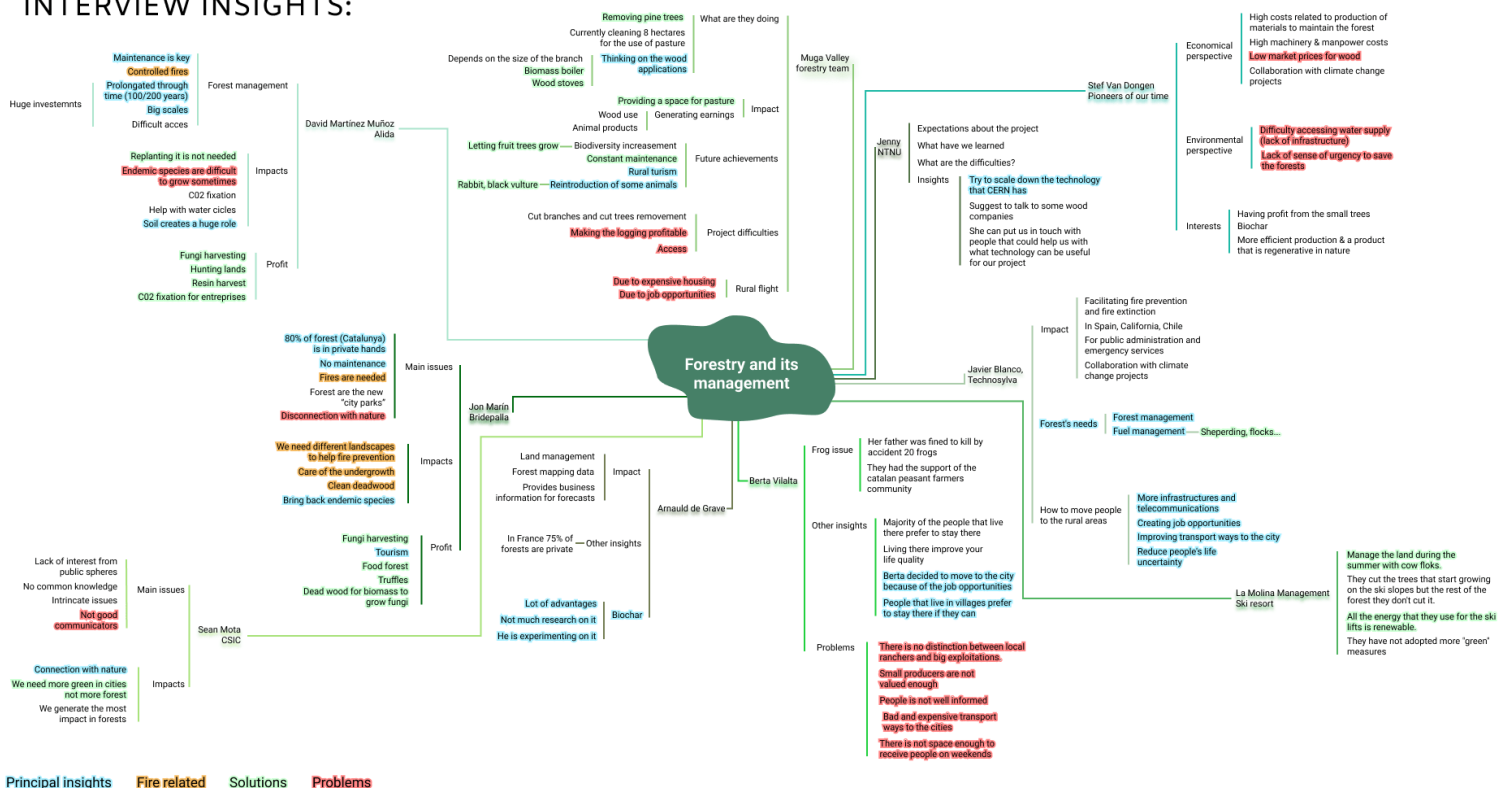 INTERVIEW INSIGHTS:
Huge investemnts
Maintenance is key
Controlled fires
Prolongated through
time (100/200 years)
Big scales
Difficult acces
Forest management
Replanting it is not needed
Endemic species are difficult
to grow sometimes
C02 fixation
Help with water cicles
Soil creates a huge role
Impacts
Fungi harvesting
Hunting lands
Resin harvest
C02 fixation for entreprises
Profit
David Martínez Muñoz
Alida
Removing pine trees
Currently cleaning 8 hectares
for the use of pasture
Thinking on the wood
applications
Depends on the size of the branch
Biomass boiler
Wood stoves
What are they doing
Providing a space for pasture
Generating earnings
Wood use
Animal products
Impact
Letting fruit trees grow
Biodiversity increasement
Constant maintenance
Rural turism
Rabbit, black vulture
Reintroduction of some animals
Future achievements
Cut branches and cut trees removement
Making the logging profitable
Access
Project difficulties
Due to expensive housing
Due to job opportunities
Rural flight
Muga Valley
forestry team
Jenny
NTNU
Expectations about the project
What have we learned
What are the difficulties?
Insights
Try to scale down the technology
that CERN has
Suggest to talk to some wood
companies
She can put us in touch with
people that could help us with
what technology can be useful
for our project
Stef Van Dongen
Pioneers of our time
Economical
perspective
High costs related to production of
materials to maintain the forest
High machinery & manpower costs
Low market prices for wood
Collaboration with climate change
projects
Environmental
perspective
Difficulty accessing water supply
(lack of infrastructure)
Lack of sense of urgency to save
the forests
Interests
Having profit from the small trees
Biochar
More efficient production & a product
that is regenerative in nature
Forestry and its
management
80% of forest (Catalunya)
is in private hands
No maintenance
Fires are needed
Forest are the new
"city parks"
Disconnection with nature
Main issues
We need different landscapes
to help fire prevention
Care of the undergrowth
Clean deadwood
Bring back endemic species
Impacts
Fungi harvesting
Tourism
Food forest
Truffles
Dead wood for biomass to
grow fungi
Profit
Jon Marín
Bridepalla
Javier Blanco,
Technosylva
Impact
Facilitating fire prevention
and fire extinction
In Spain, California, Chile
For public administration and
emergency services
Collaboration with climate
change projects
Forest's needs
Forest management
Fuel management
Sheperding, flocks...
How to move people
to the rural areas
More infrastructures and
telecommunications
Creating job opportunities
Improving transport ways to the city
Reduce people's life
uncertainty
Land management
Forest mapping data
Provides business
information for forecasts
Impact
In France 75% of
forests are private
Other insights
Lot of advantages
Not much research on it
He is experimenting on it
Biochar
Arnauld de Grave
Berta Vilalta
Frog issue
Her father was fined to kill by
accident 20 frogs
They had the support of the
catalan peasant farmers
community
Other insights
Majority of the people that live
there prefer to stay there
Living there improve your
life quality
Berta decided to move to the city
because of the job opportunities
People that live in villages prefer
to stay there if they can
Problems
There is no distinction between local
ranchers and big exploitations.
Small producers are not
valued enough
People is not well informed
Bad and expensive transport
ways to the cities
There is not space enough to
receive people on weekends
La Molina Management
Ski resort
Manage the land during the
summer with cow floks.
They cut the trees that start growing
on the ski slopes but the rest of the
forest they don't cut it.
All the energy that they use for the ski
lifts is renewable.
They have not adopted more "green"
measures
Lack of interest from
public spheres
No common knowledge
Intrincate issues
Not good
communicators
Main issues
Connection with nature
We need more green in cities
not more forest
We generate the most
impact in forests
Impacts
Sean Mota
CSIC
Principal insights
Fire related
Solutions
Problems